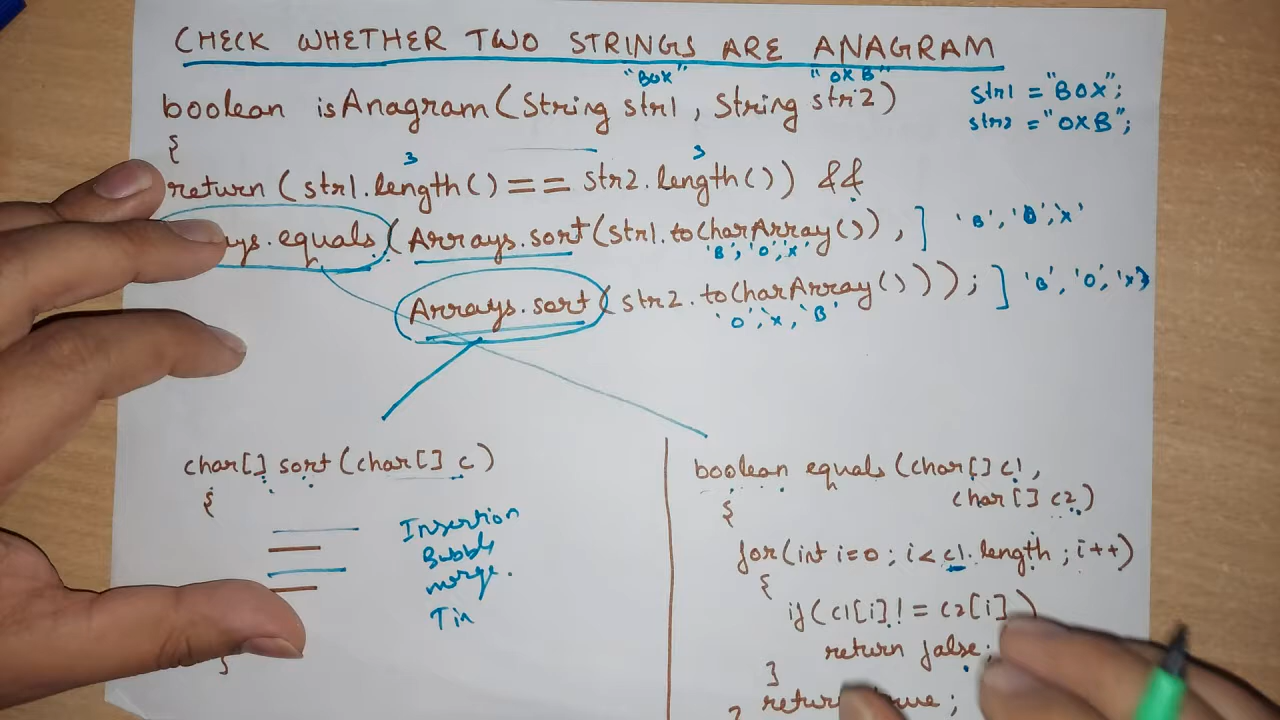 CHECK WHETHER TWO STRINGS ARE ANAGRAM
"BOX" "OXB"
boolean isAnagram(String str1, String str2)
str1 = "BOX";
str2 = "OXB";
{
3 3
return (str1.length() == str2.length()) &&
ys.equals(Arrays.sort(str1.toCharArray()), ] 'B','O','X'
'B','O','X'
Arrays.sort(str2.toCharArray())); ] 'B','O','X'
'O','X','B'
char[] sort(char[] c)
{
Insertion
Bubble
merge.
Tim
}
boolean equals(char[] c1,
char[] c2)
{
for(int i=0; i<c1.length; i++)
{
if(c1[i]!=c2[i])
return false;
}
return true;